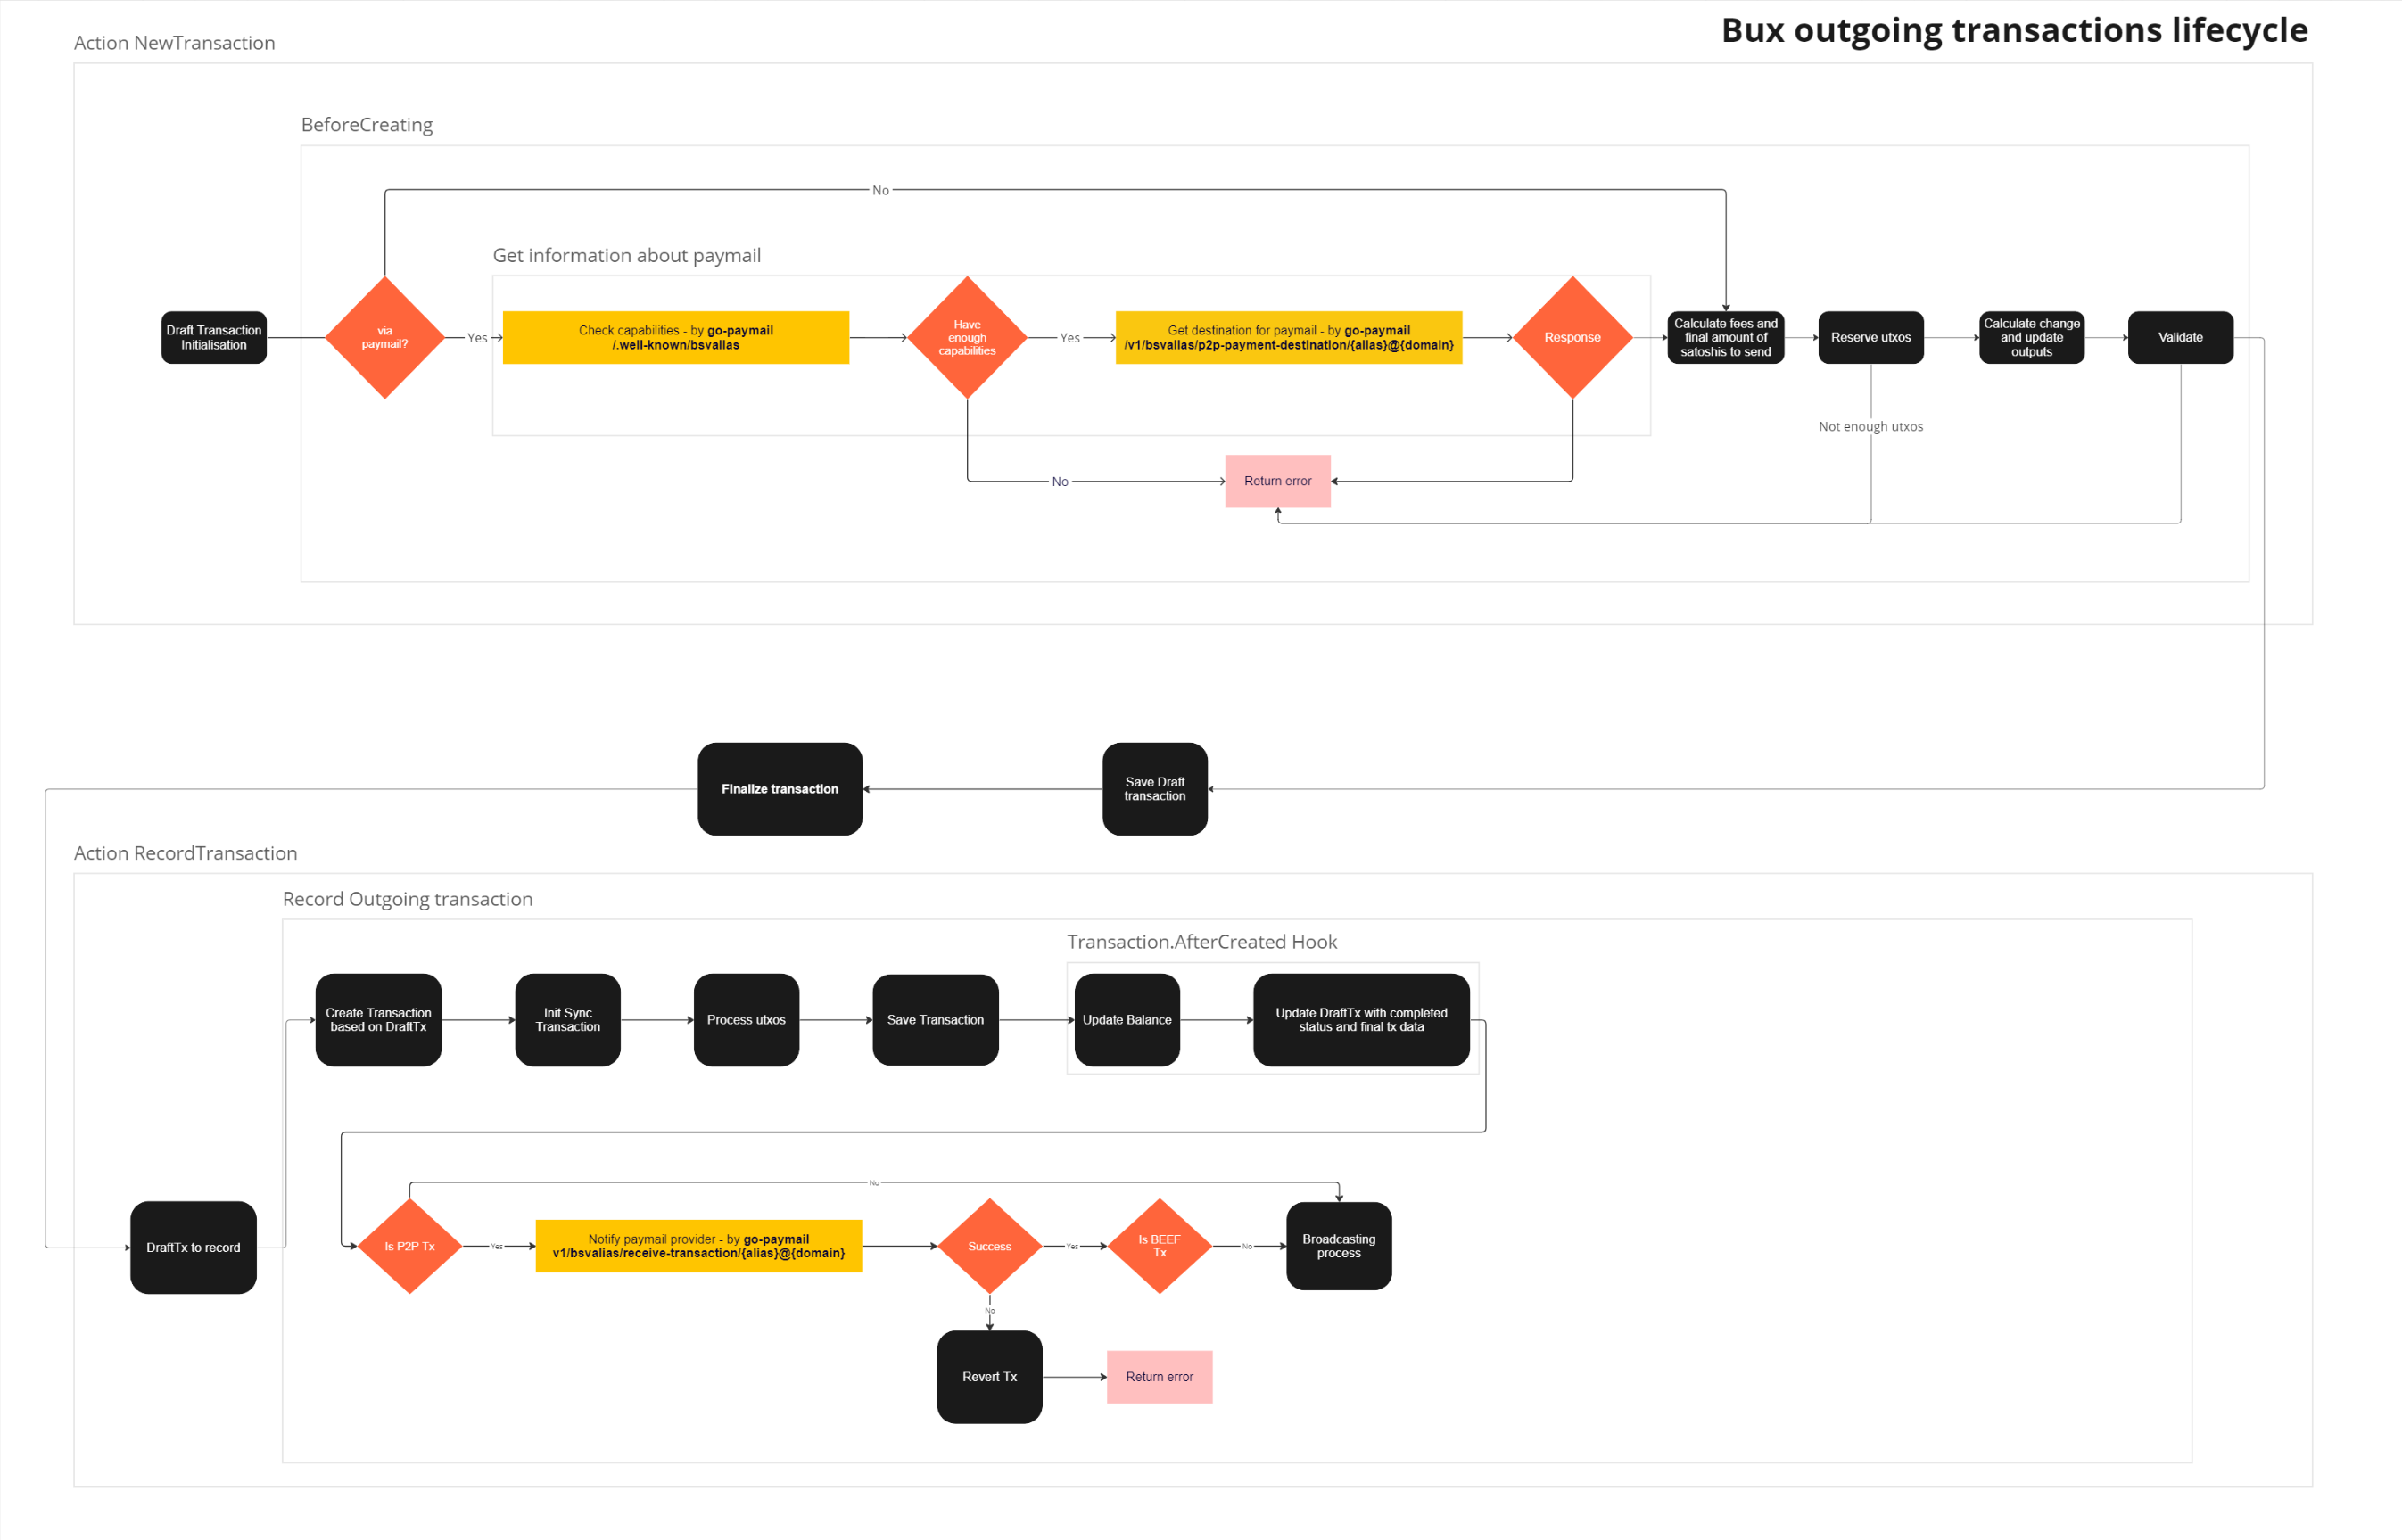 Bux outgoing transactions lifecycle
Action NewTransaction
BeforeCreating
No
Get information about paymail
Draft Transaction
Initialisation
via
paymail?
Yes
Check capabilities - by go-paymail
/.well-known/bsvalias
Have
enough
capabilities
Yes
Get destination for paymail - by go-paymail
/v1/bsvalias/p2p-payment-destination/{alias}@{domain}
Response
Calculate fees and
final amount of
satoshis to send
Reserve utxos
Calculate change
and update
outputs
Validate
Not enough utxos
No
Return error
Finalize transaction
Save Draft
transaction
Action RecordTransaction
Record Outgoing transaction
Transaction.AfterCreated Hook
Create Transaction
based on DraftTx
Init Sync
Transaction
Process utxos
Save Transaction
Update Balance
Update DraftTx with completed
status and final tx data
No
DraftTx to record
Is P2P Tx
Yes
Notify paymail provider - by go-paymail
v1/bsvalias/receive-transaction/{alias}@{domain}
Success
Yes
Is BEEF
Tx
No
Broadcasting
process
No
Revert Tx
Return error